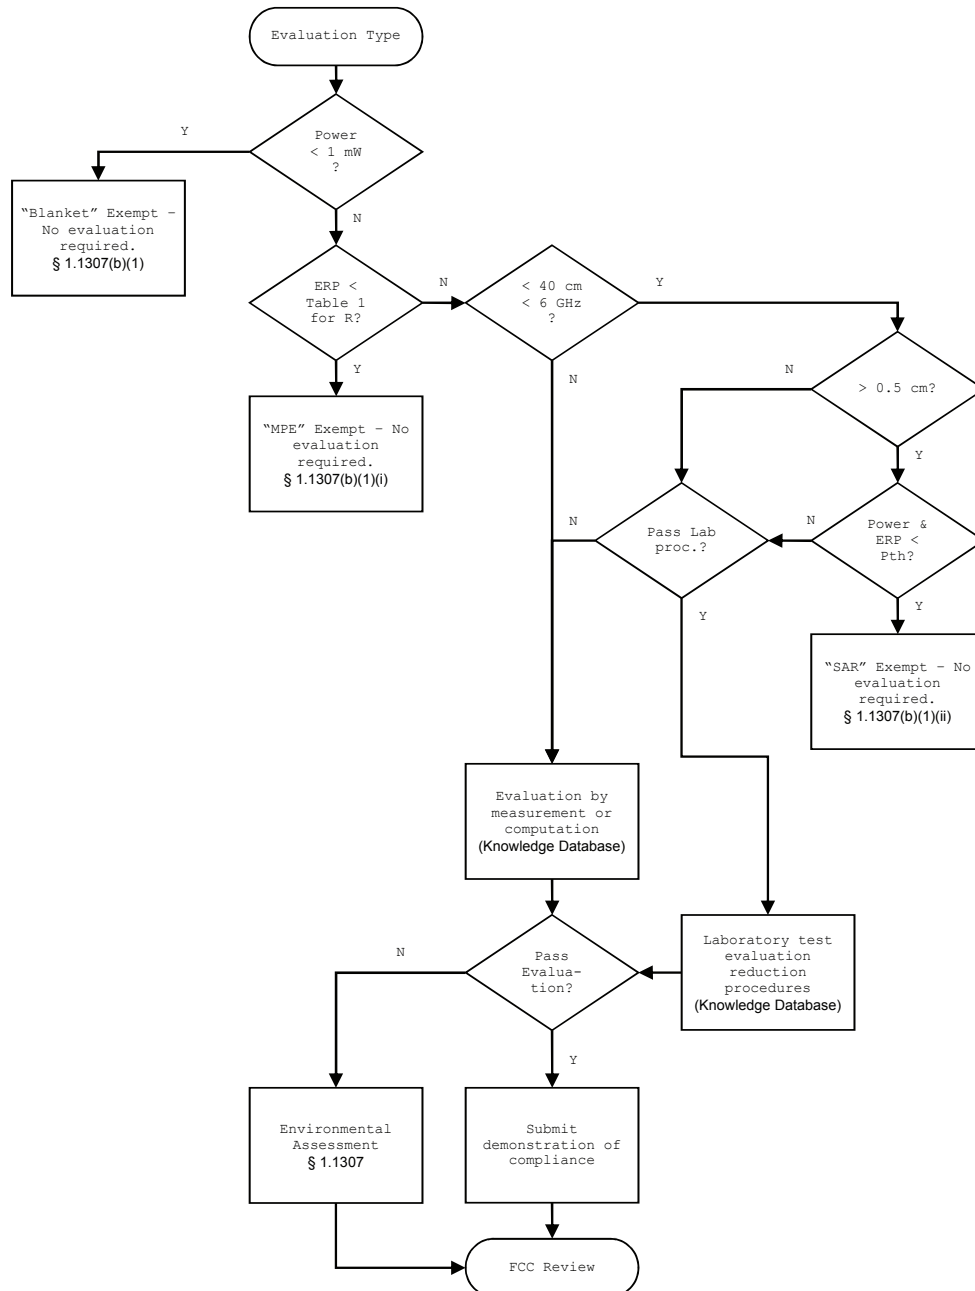 Evaluation Type
Y
Power
< 1 mW
?
"Blanket" Exempt –
No evaluation
required.
§ 1.1307(b)(1)
N
ERP <
Table 1
for R?
N
< 40 cm
< 6 GHz
?
Y
Y
N
N
> 0.5 cm?
"MPE" Exempt – No
evaluation
required.
§ 1.1307(b)(1)(i)
Y
N
Pass Lab
proc.?
N
Power &
ERP <
Pth?
Y
Y
"SAR" Exempt – No
evaluation
required.
§ 1.1307(b)(1)(ii)
Evaluation by
measurement or
computation
(Knowledge Database)
N
Pass
Evalua-
tion?
Laboratory test
evaluation
reduction
procedures
(Knowledge Database)
Y
Environmental
Assessment
§ 1.1307
Submit
demonstration of
compliance
FCC Review